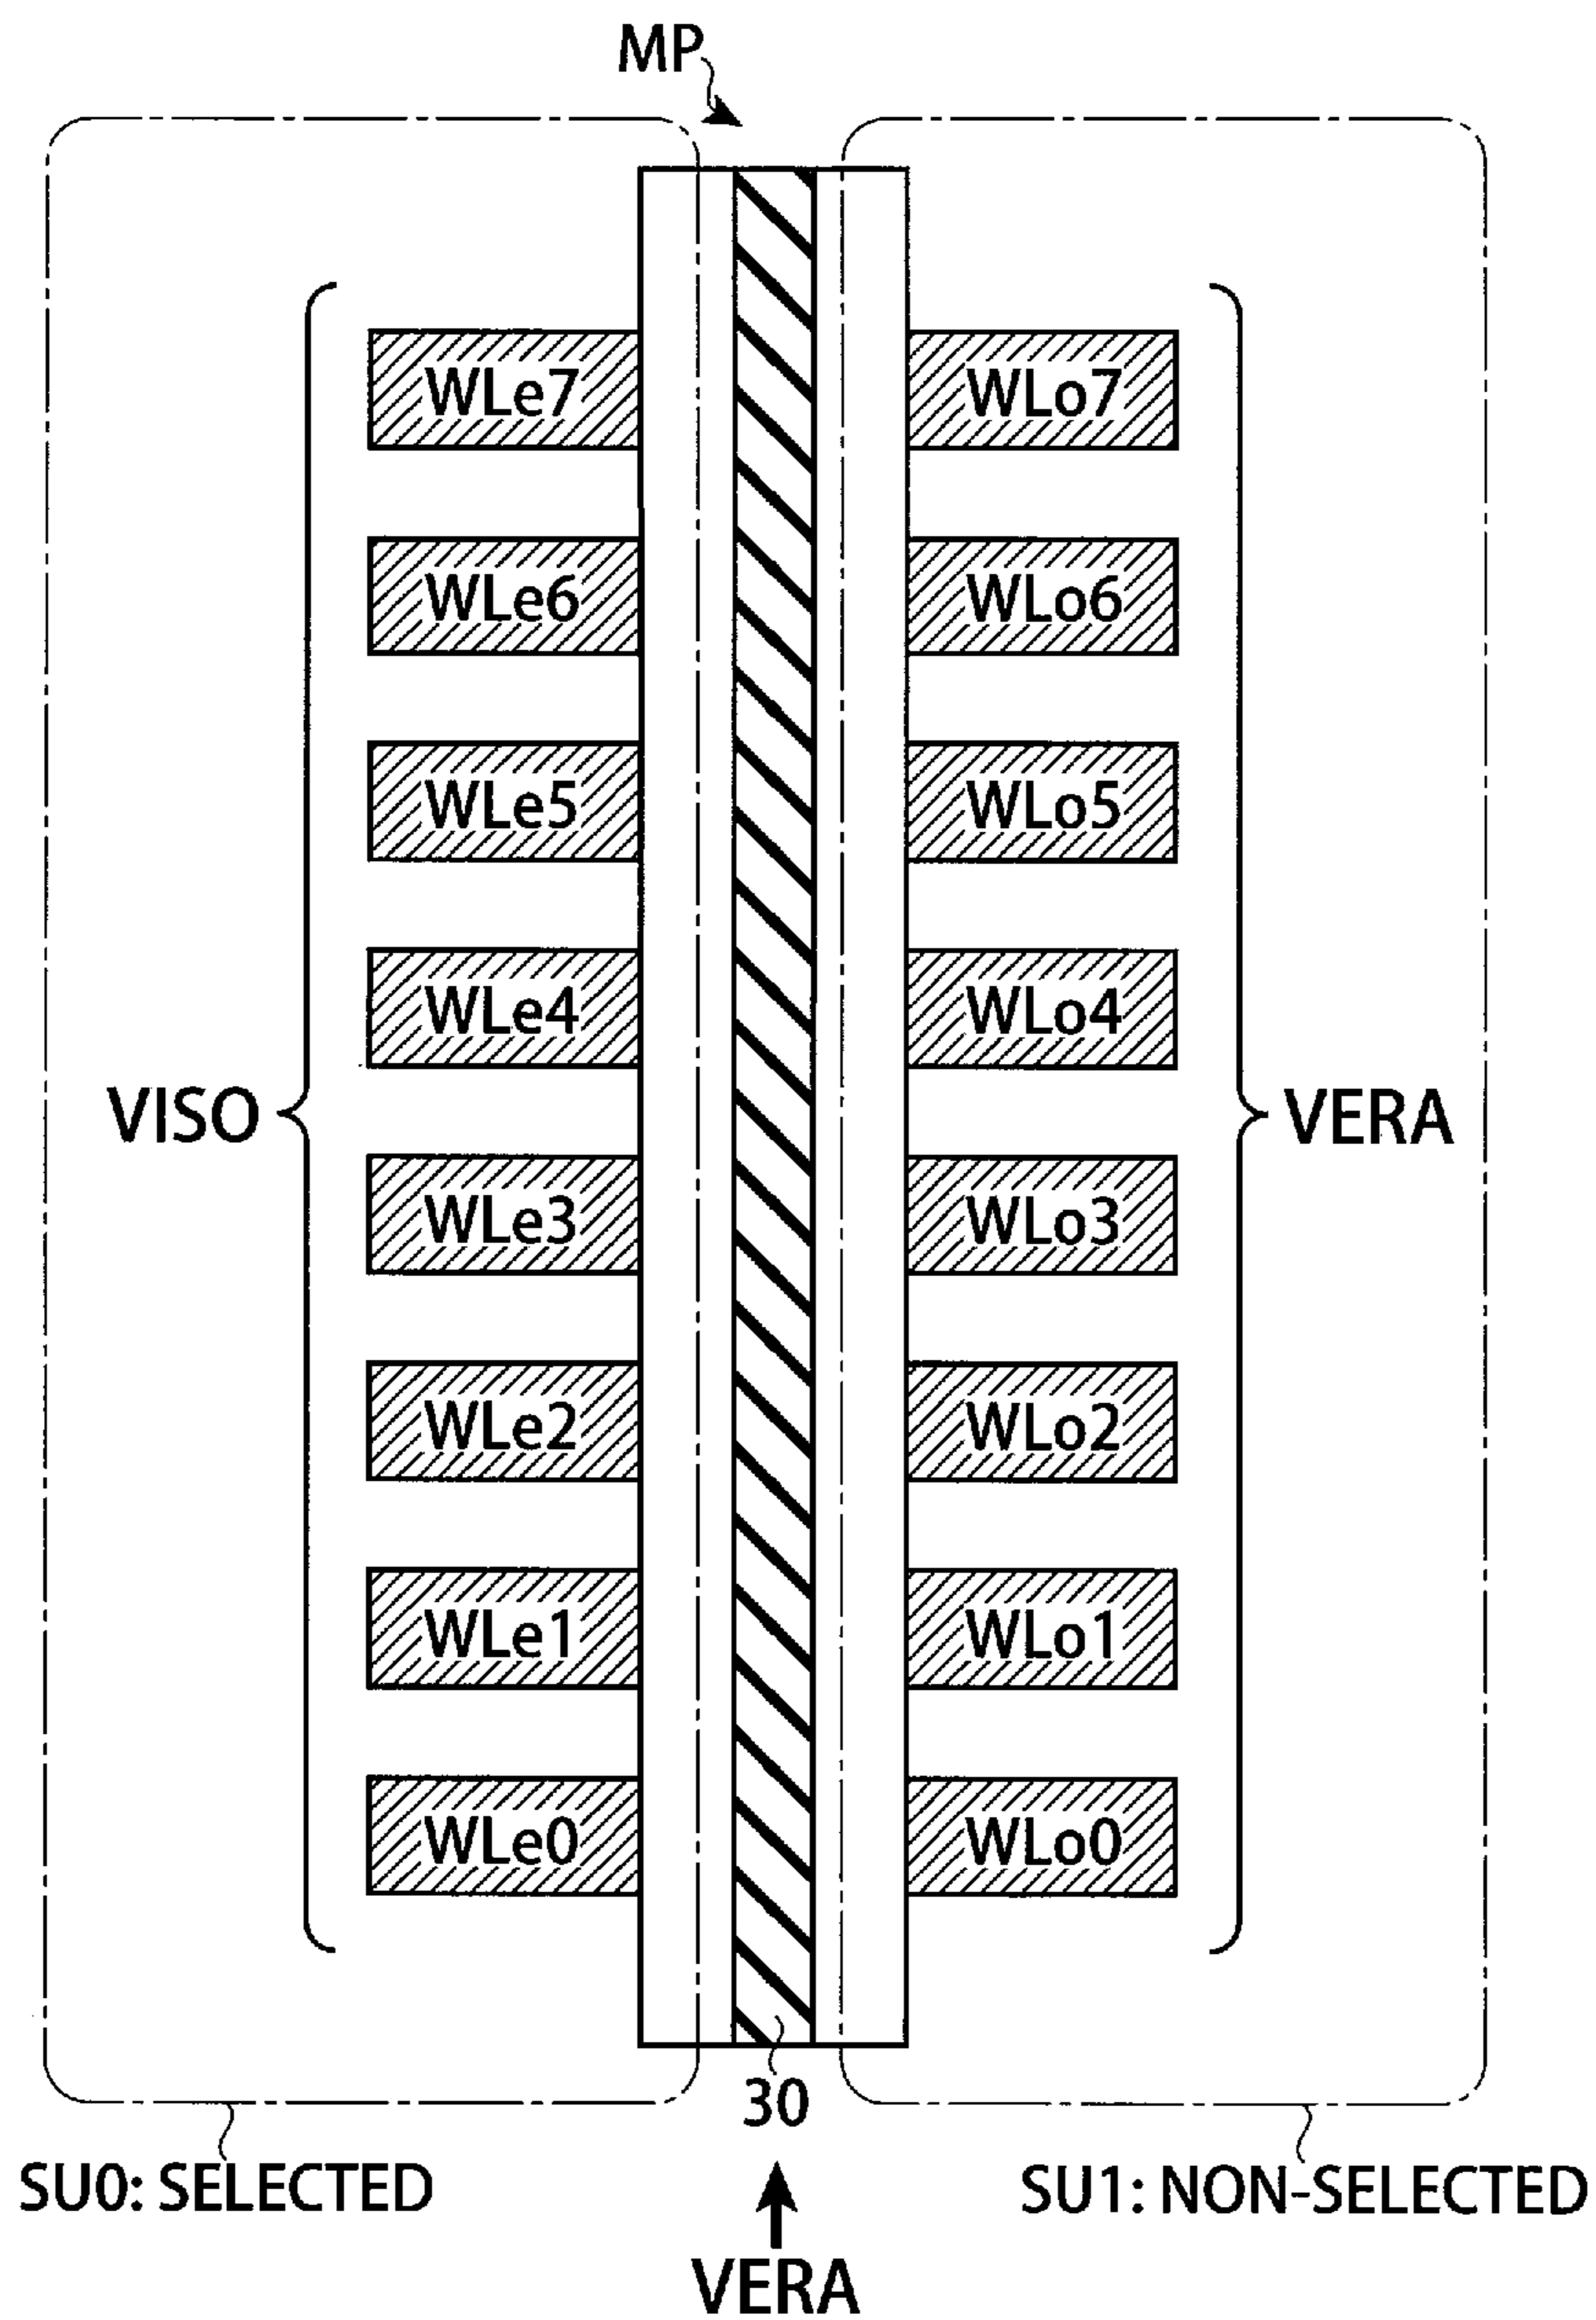 MP
WLe7 WLo7
WLe6 WLo6
WLe5 WLo5
WLe4 WLo4
VISO VERA
WLe3 WLo3
WLe2 WLo2
WLe1 WLo1
WLe0 WLo0
30
SU0: SELECTED SU1: NON-SELECTED
VERA